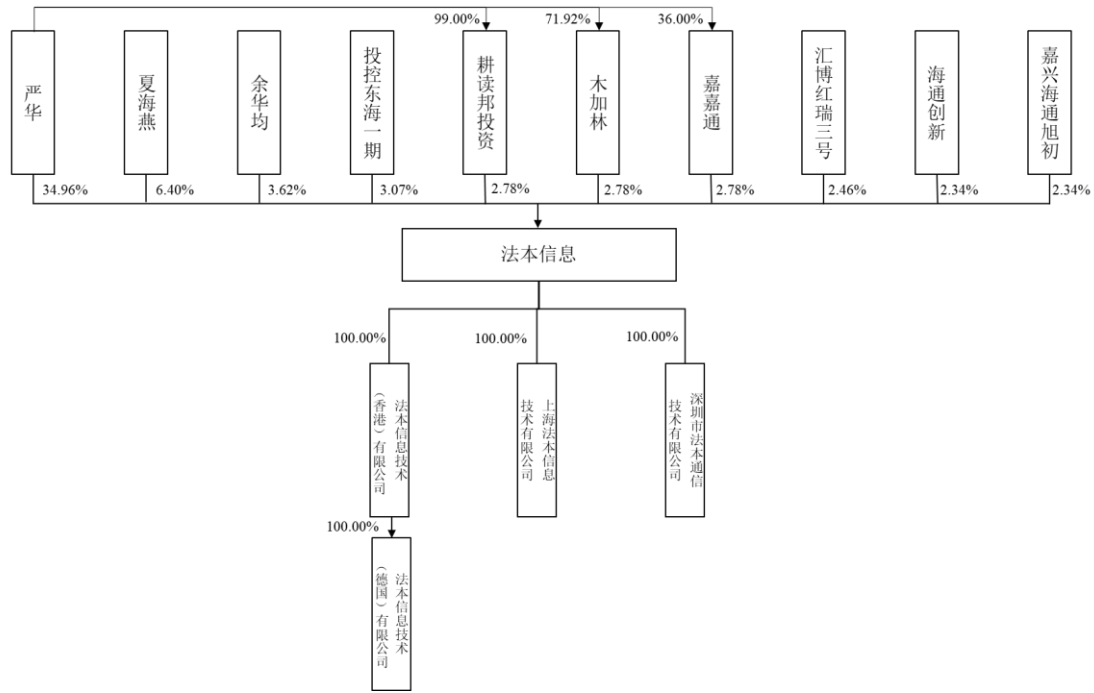 99.00%
71.92%
36.00%
严华
夏海燕
余华均
投控东海一期
耕读邦投资
木加林
嘉嘉通
汇博红瑞三号
海通创新
嘉兴海通旭初
34.96%
6.40%
3.62%
3.07%
2.78%
2.78%
2.78%
2.46%
2.34%
2.34%
法本信息
100.00%
100.00%
100.00%
法本信息技术
（香港）有限公司
上海法本信息
技术有限公司
深圳市法本通信
技术有限公司
100.00%
法本信息技术
（德国）有限公司